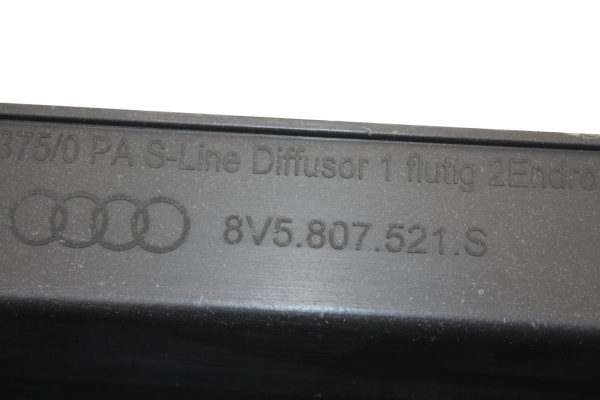 375/0 PA S-Line Diffusor 1 flutig 2Endro
8V5.807.521.S